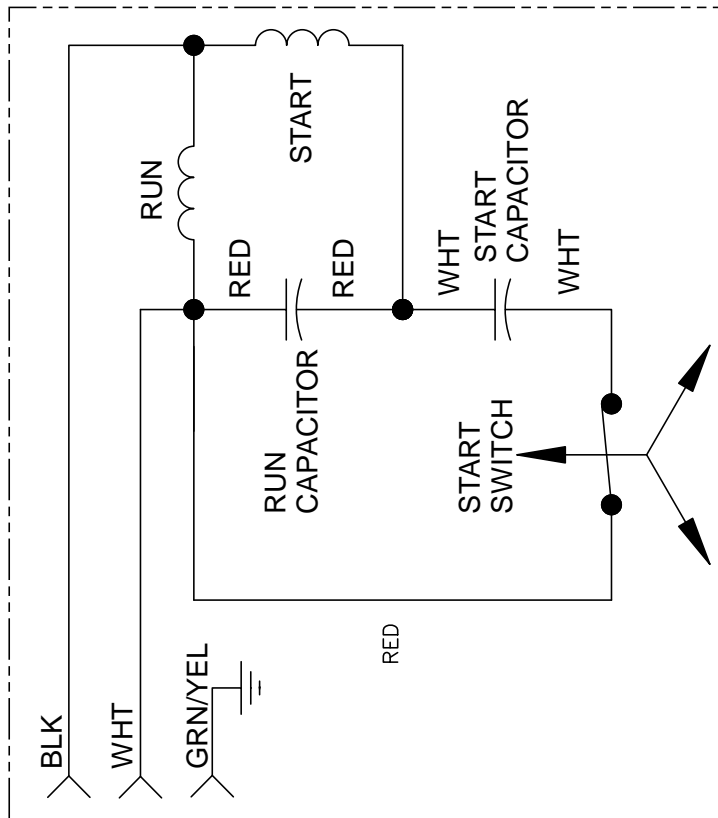 BLK
WHT
GRN/YEL
RUN
START
RED
RED
RUN
CAPACITOR
WHT
START
CAPACITOR
WHT
START
SWITCH
RED